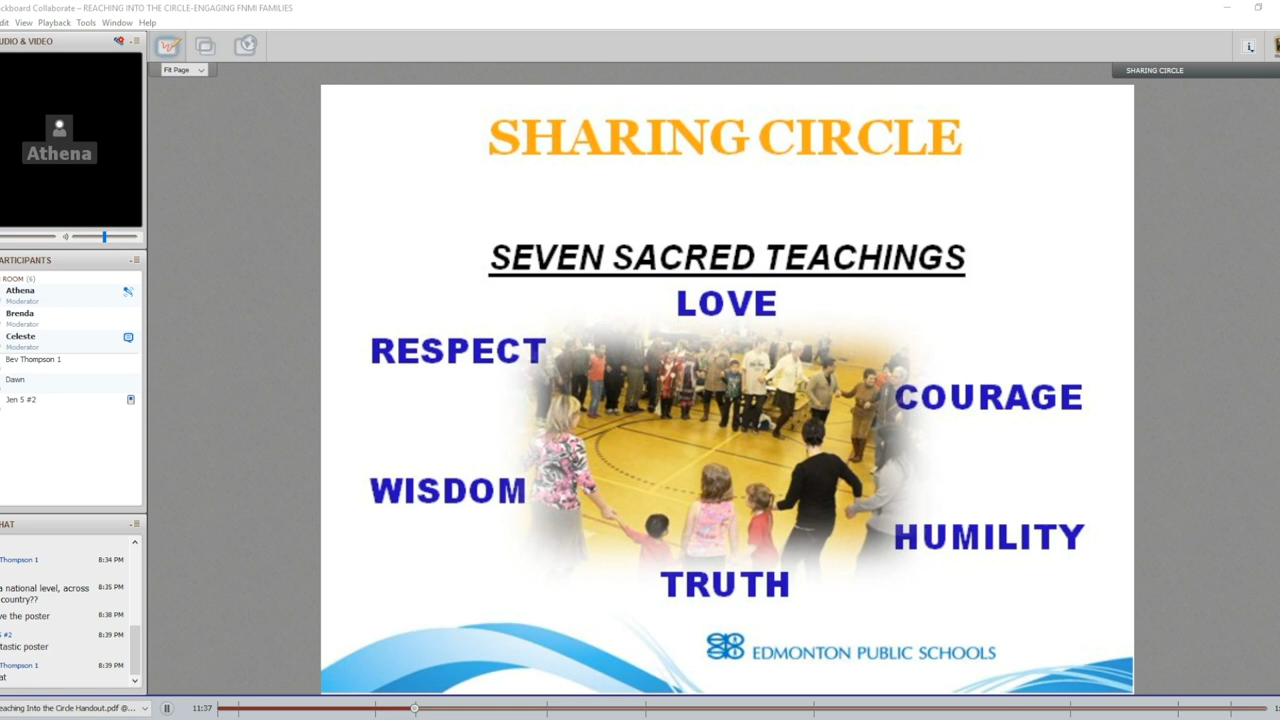 ckboard Collaborate – REACHING INTO THE CIRCLE-ENGAGING FNMI FAMILIES
dit View Playback Tools Window Help
UDIO & VIDEO
Fit Page
SHARING CIRCLE
Athena
SHARING CIRCLE
SEVEN SACRED TEACHINGS
LOVE
RESPECT
COURAGE
WISDOM
HUMILITY
TRUTH
EDMONTON PUBLIC SCHOOLS
ARTICIPANTS
ROOM (6)
Athena
Moderator
Brenda
Moderator
Celeste
Moderator
Bev Thompson 1
Dawn
Jen S #2
HAT
Thompson 1 8:34 PM
a national level, across 8:35 PM
country??
ve the poster 8:38 PM
S #2 8:39 PM
tastic poster
Thompson 1 8:39 PM
at
eaching Into the Circle Handout.pdf @... 11:37